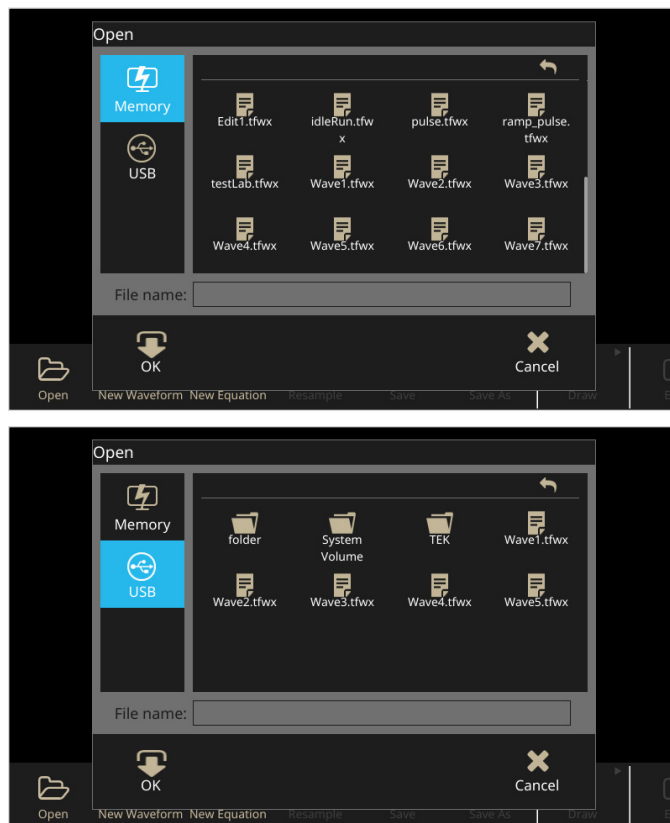 Open
Memory
USB
Edit1.tfwx idleRun.tfw
x pulse.tfwx ramp_pulse.
tfwx
testLab.tfwx Wave1.tfwx Wave2.tfwx Wave3.tfwx
Wave4.tfwx Wave5.tfwx Wave6.tfwx Wave7.tfwx
File name:
OK Cancel
Open New Waveform New Equation Resample Save Save As Draw
Open
Memory
USB
folder System
Volume TEK Wave1.tfwx
Wave2.tfwx Wave3.tfwx Wave4.tfwx Wave5.tfwx
File name:
OK Cancel
Open New Waveform New Equation Resample Save Save As Draw